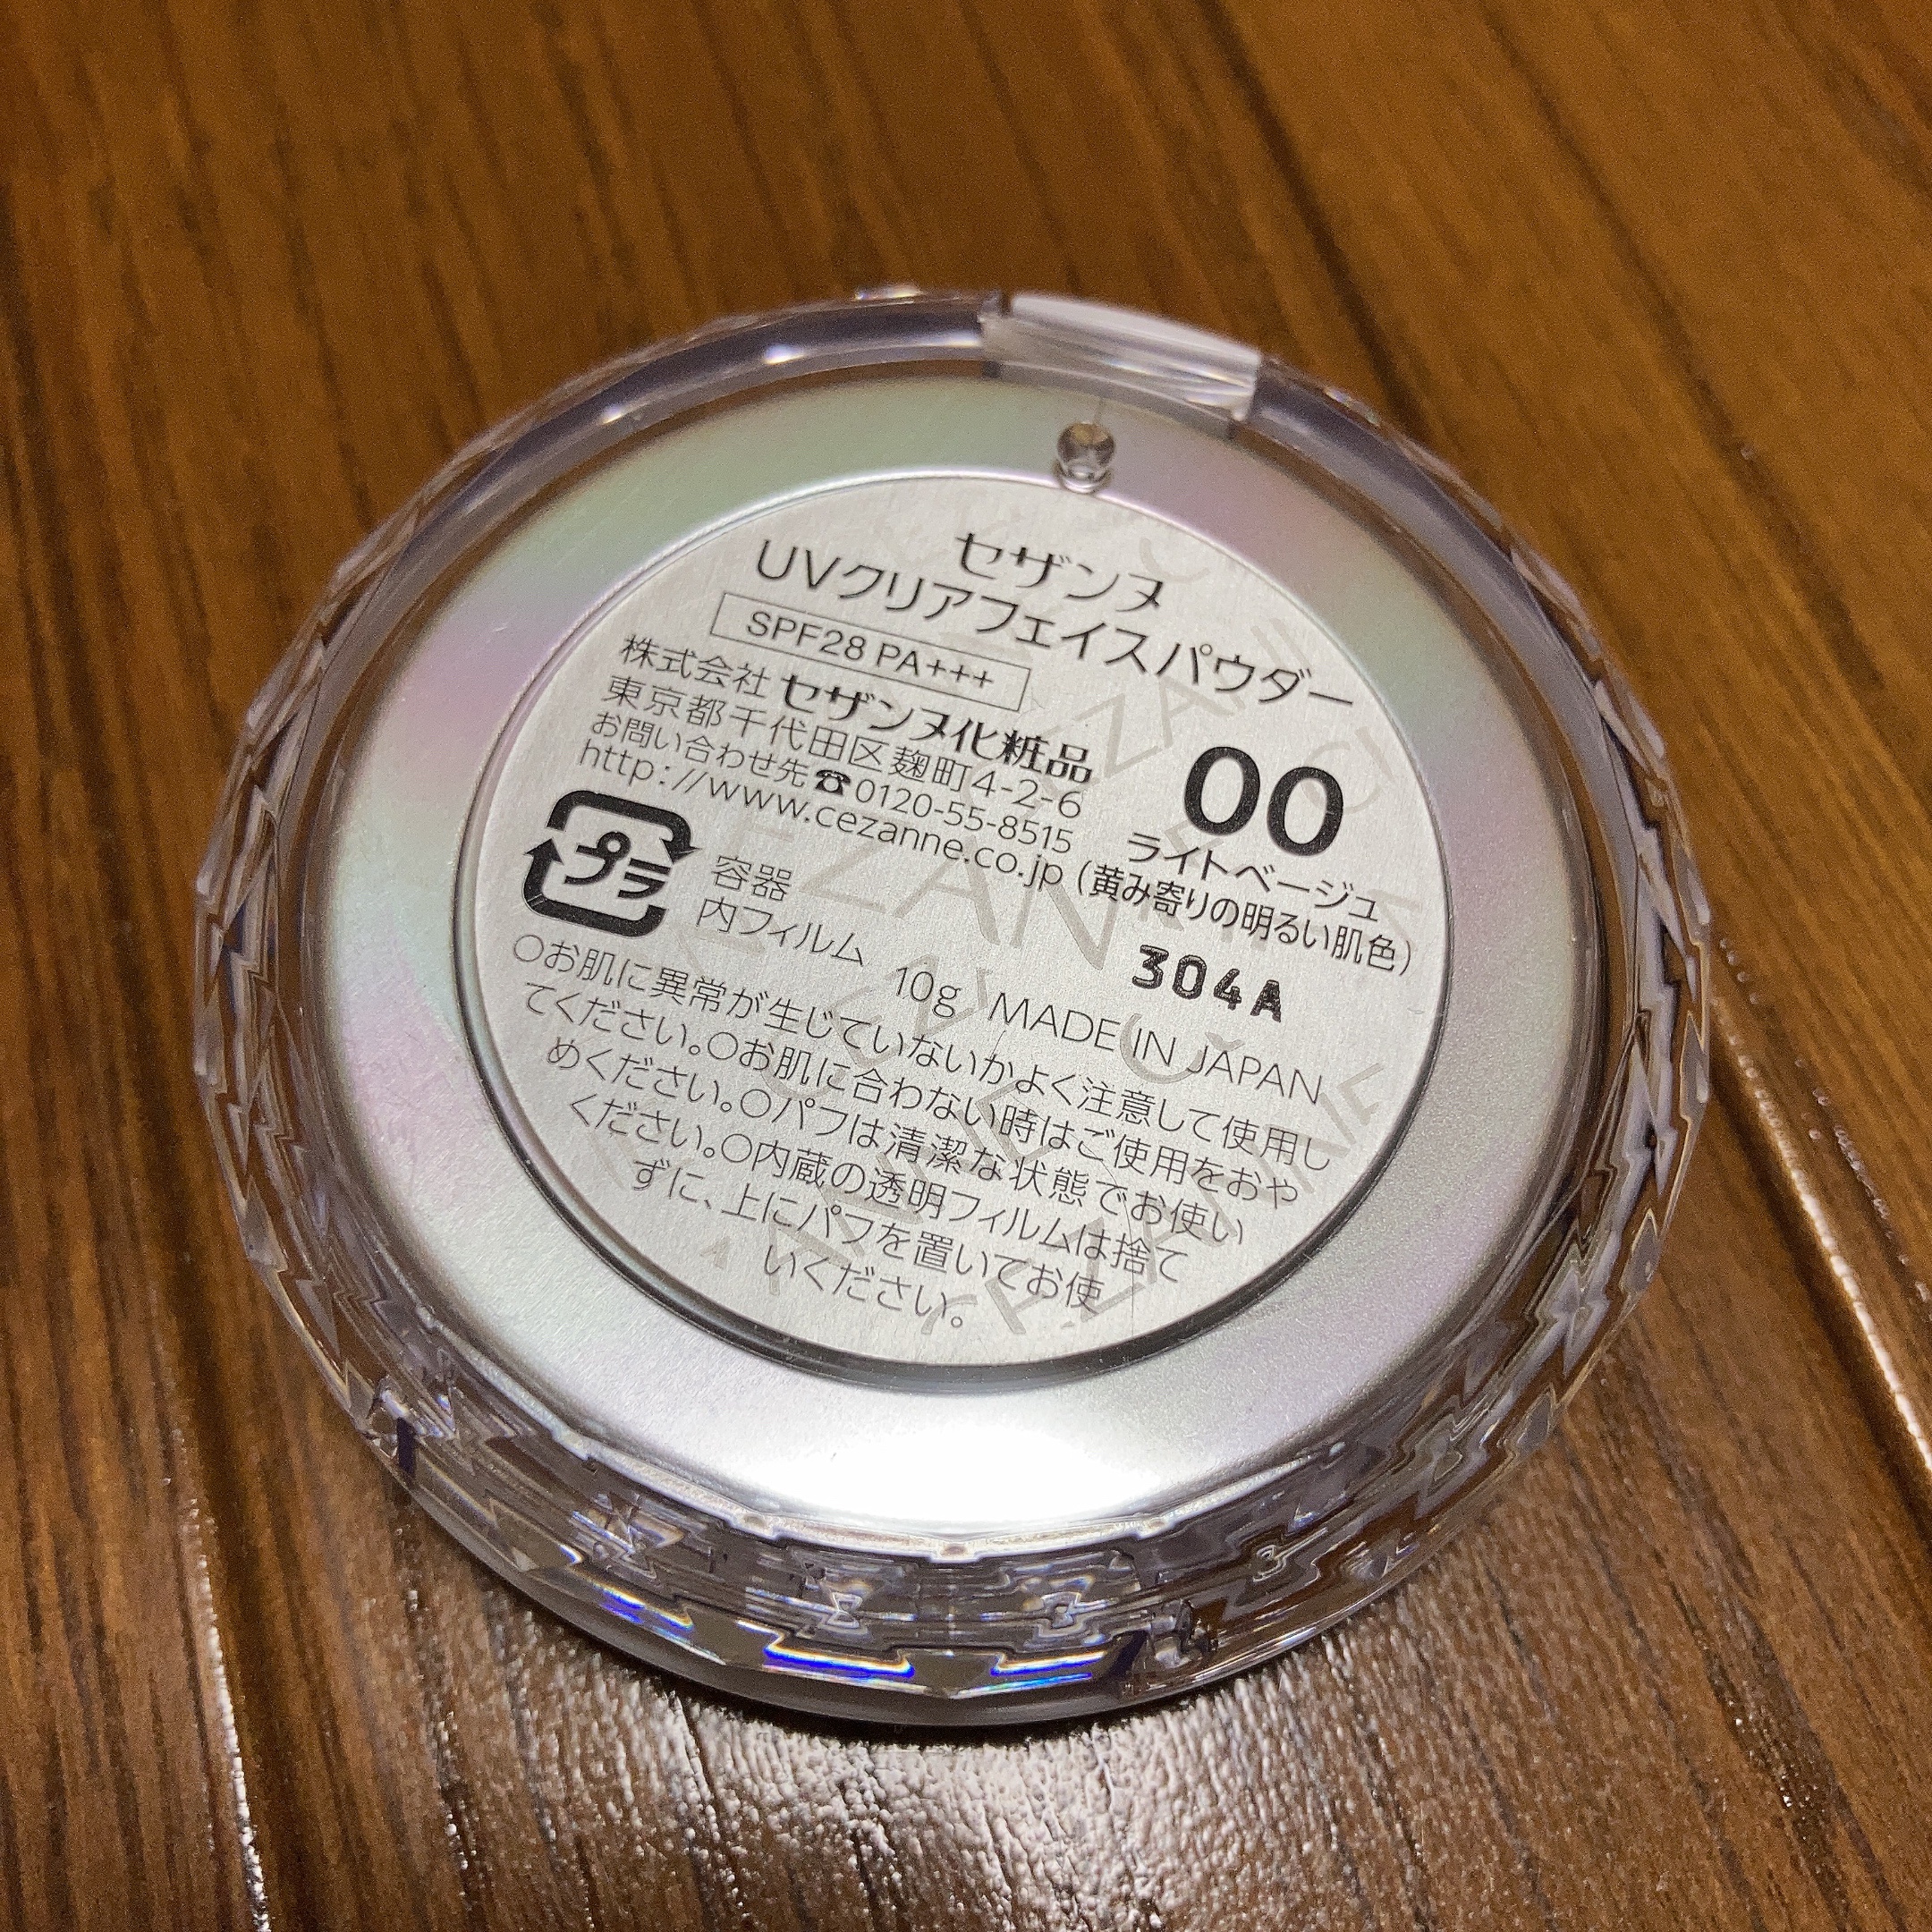 セザンヌ
UVクリアフェイスパウダー
SPF28 PA+++
株式会社 セザンヌ化粧品
東京都千代田区麹町4-2-6
お問い合わせ先☎0120-55-8515
http://www.cezanne.co.jp
00
ライトベージュ
(黄み寄りの明るい肌色)
プラ
容器
内フィルム
304A
10g MADE IN JAPAN
○お肌に異常が生じていないかよく注意して使用し
てください。○お肌に合わない時はご使用をおや
めください。○パフは清潔な状態でお使い
ください。○内蔵の透明フィルムは捨て
ずに、上にパフを置いてお使
いください。